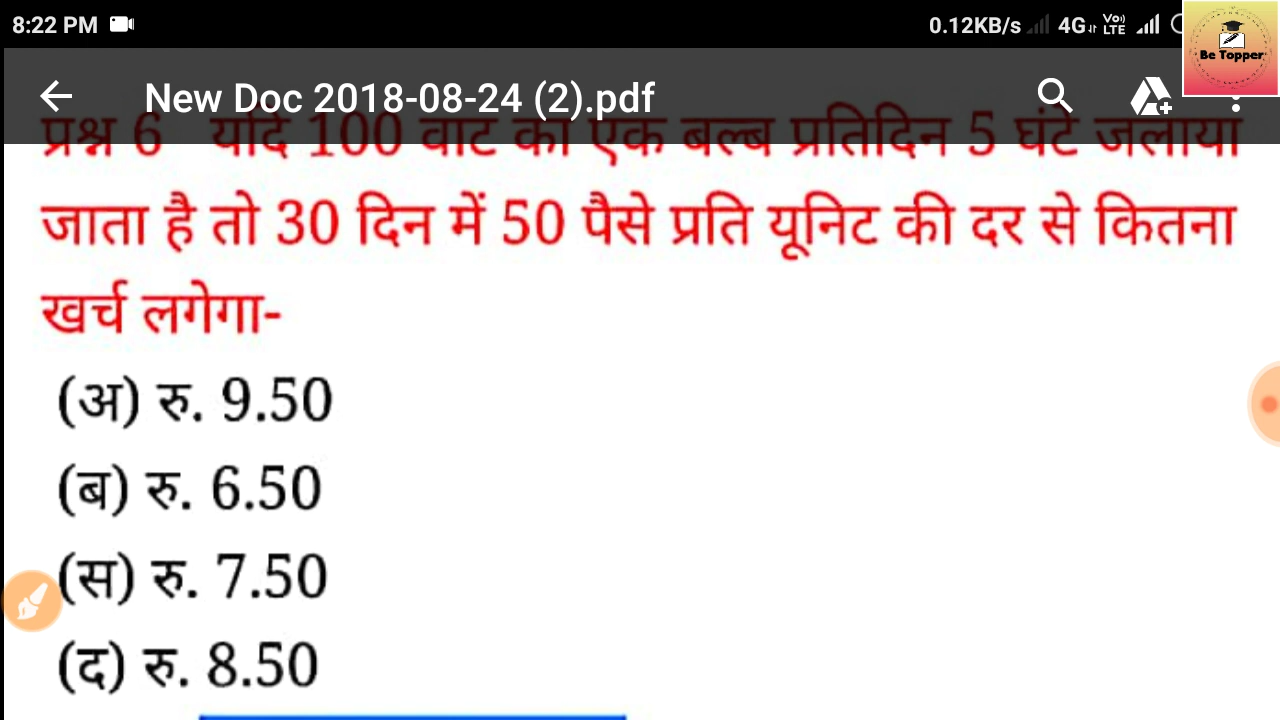 8:22 PM 0.12KB/s 4G Vo) LTE
Be Topper
New Doc 2018-08-24 (2).pdf
प्रश्न 6 यदि 100 वाट का एक बल्ब प्रतिदिन 5 घंटे जलाया
जाता है तो 30 दिन में 50 पैसे प्रति यूनिट की दर से कितना
खर्च लगेगा-
(अ) रु. 9.50
(ब) रु. 6.50
(स) रु. 7.50
(द) रु. 8.50